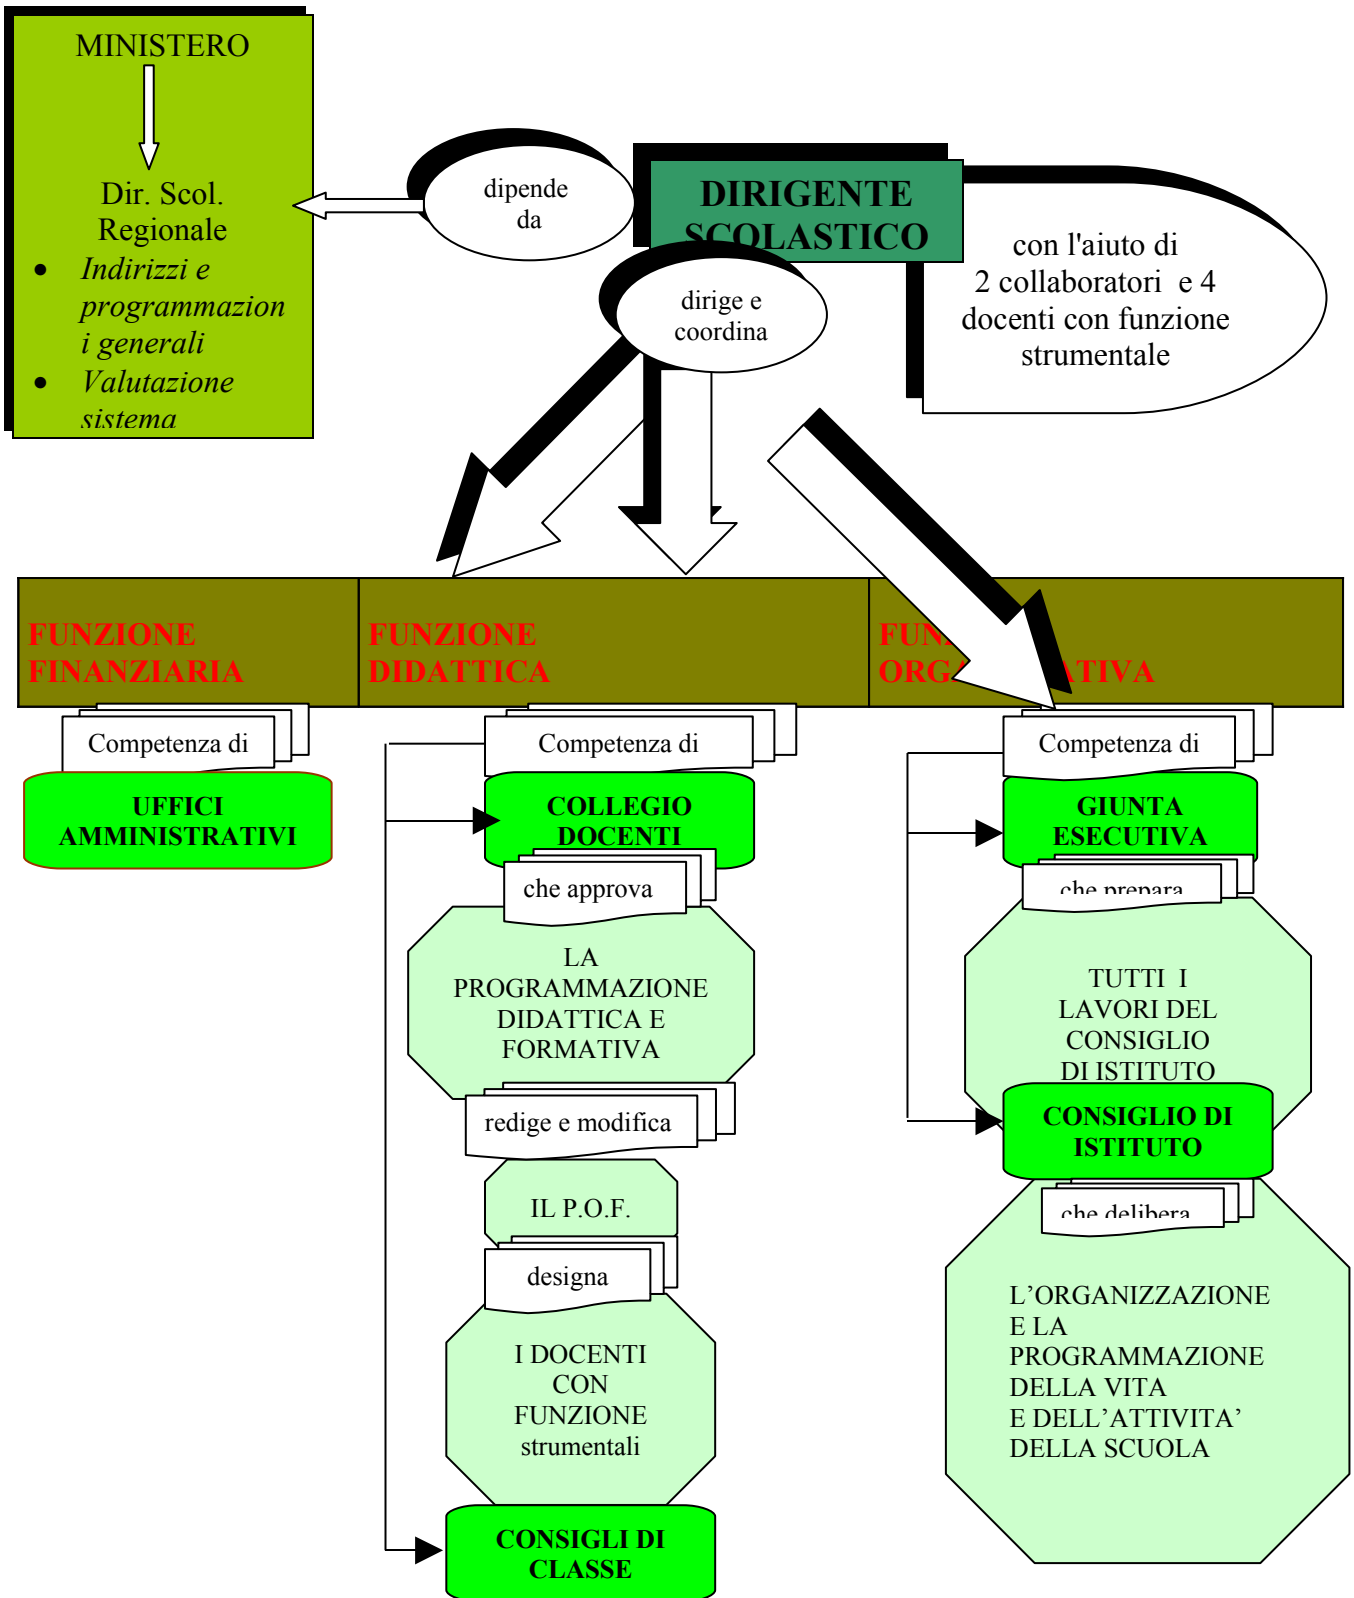 MINISTERO
Dir. Scol.
Regionale
• Indirizzi e
programmazion
i generali
• Valutazione
sistema
dipende
da
DIRIGENTE
SCOLASTICO
dirige e
coordina
con l'aiuto di
2 collaboratori e 4
docenti con funzione
strumentale
FUNZIONE
FINANZIARIA
FUNZIONE
DIDATTICA
Competenza di
UFFICI
AMMINISTRATIVI
Competenza di
COLLEGIO
DOCENTI
che approva
LA
PROGRAMMAZIONE
DIDATTICA E
FORMATIVA
redige e modifica
IL P.O.F.
designa
I DOCENTI
CON
FUNZIONE
strumentali
CONSIGLI DI
CLASSE
Competenza di
GIUNTA
ESECUTIVA
che prepara
TUTTI I
LAVORI DEL
CONSIGLIO
DI ISTITUTO
CONSIGLIO DI
ISTITUTO
che delibera
L’ORGANIZZAZIONE
E LA
PROGRAMMAZIONE
DELLA VITA
E DELL’ATTIVITA’
DELLA SCUOLA